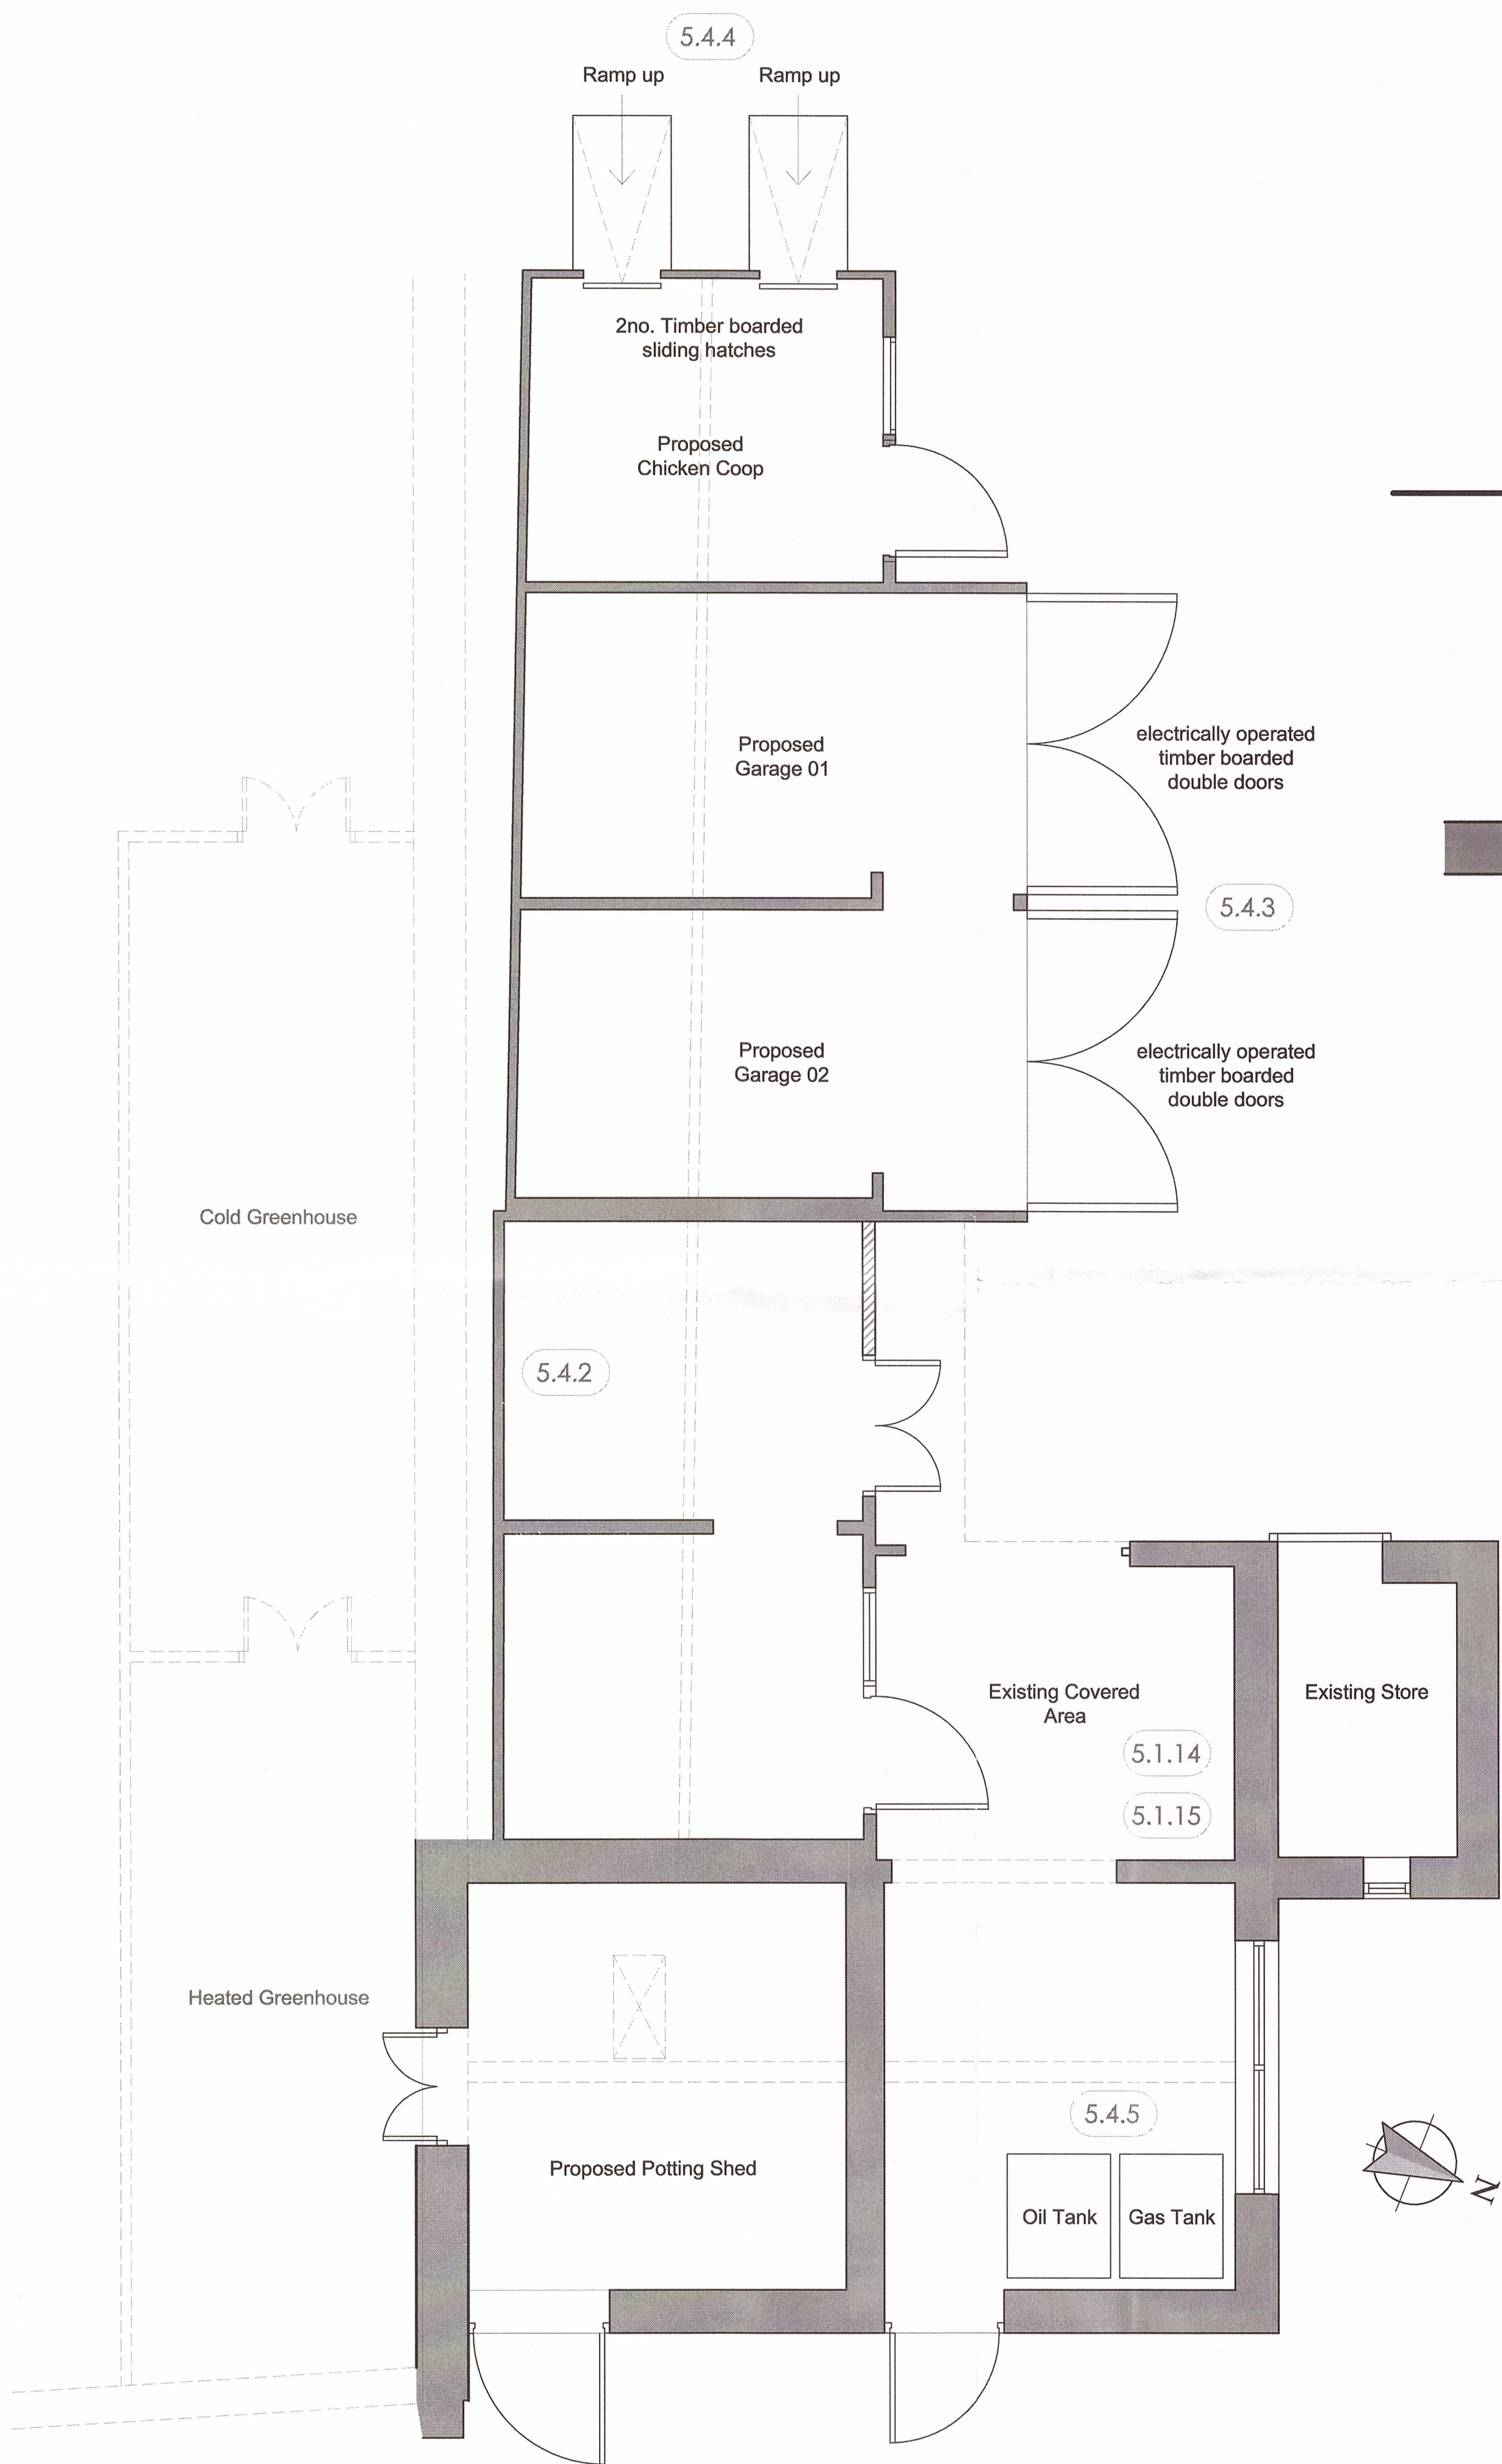 5.4.4
Ramp up
Ramp up
2no. Timber boarded
sliding hatches
Proposed
Chicken Coop
Proposed
Garage 01
electrically operated
timber boarded
double doors
5.4.3
Proposed
Garage 02
electrically operated
timber boarded
double doors
Cold Greenhouse
5.4.2
Existing Covered
Area
Existing Store
5.1.14
5.1.15
Heated Greenhouse
5.4.5
Proposed Potting Shed
Oil Tank
Gas Tank
N